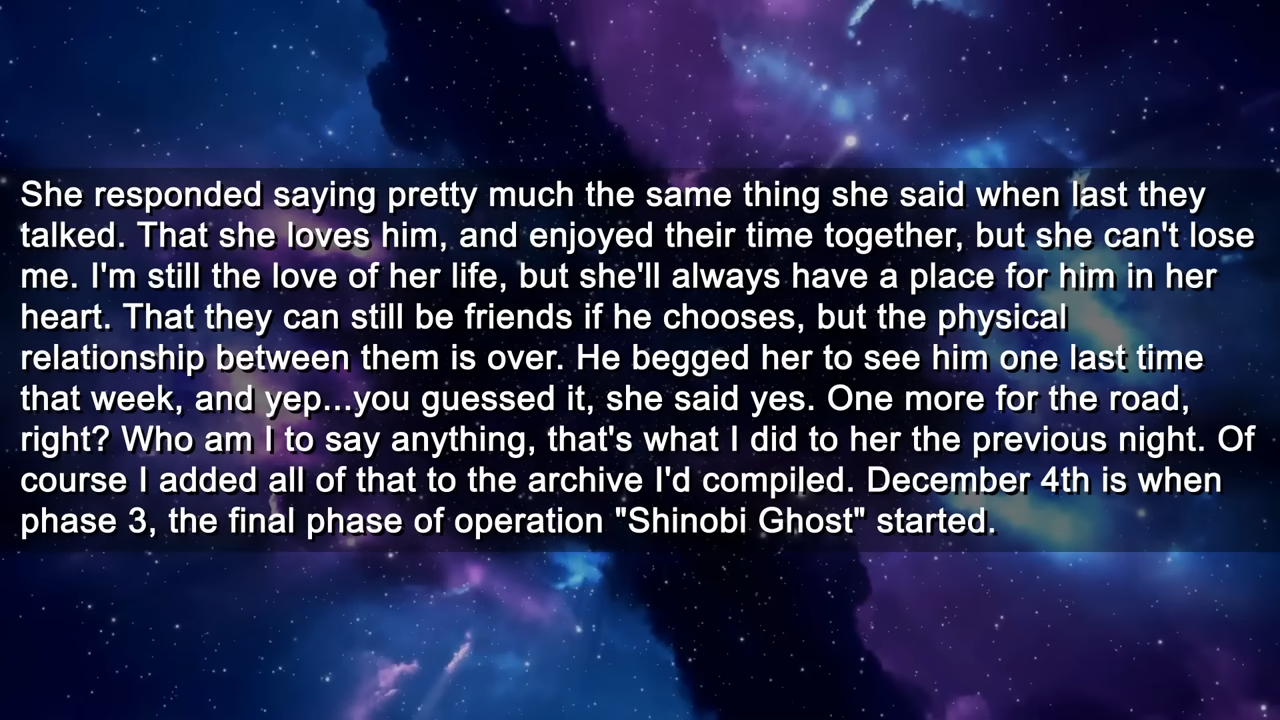 She responded saying pretty much the same thing she said when last they
talked. That she loves him, and enjoyed their time together, but she can't lose
me. I'm still the love of her life, but she'll always have a place for him in her
heart. That they can still be friends if he chooses, but the physical
relationship between them is over. He begged her to see him one last time
that week, and yep...you guessed it, she said yes. One more for the road,
right? Who am I to say anything, that's what I did to her the previous night. Of
course I added all of that to the archive I'd compiled. December 4th is when
phase 3, the final phase of operation "Shinobi Ghost" started.